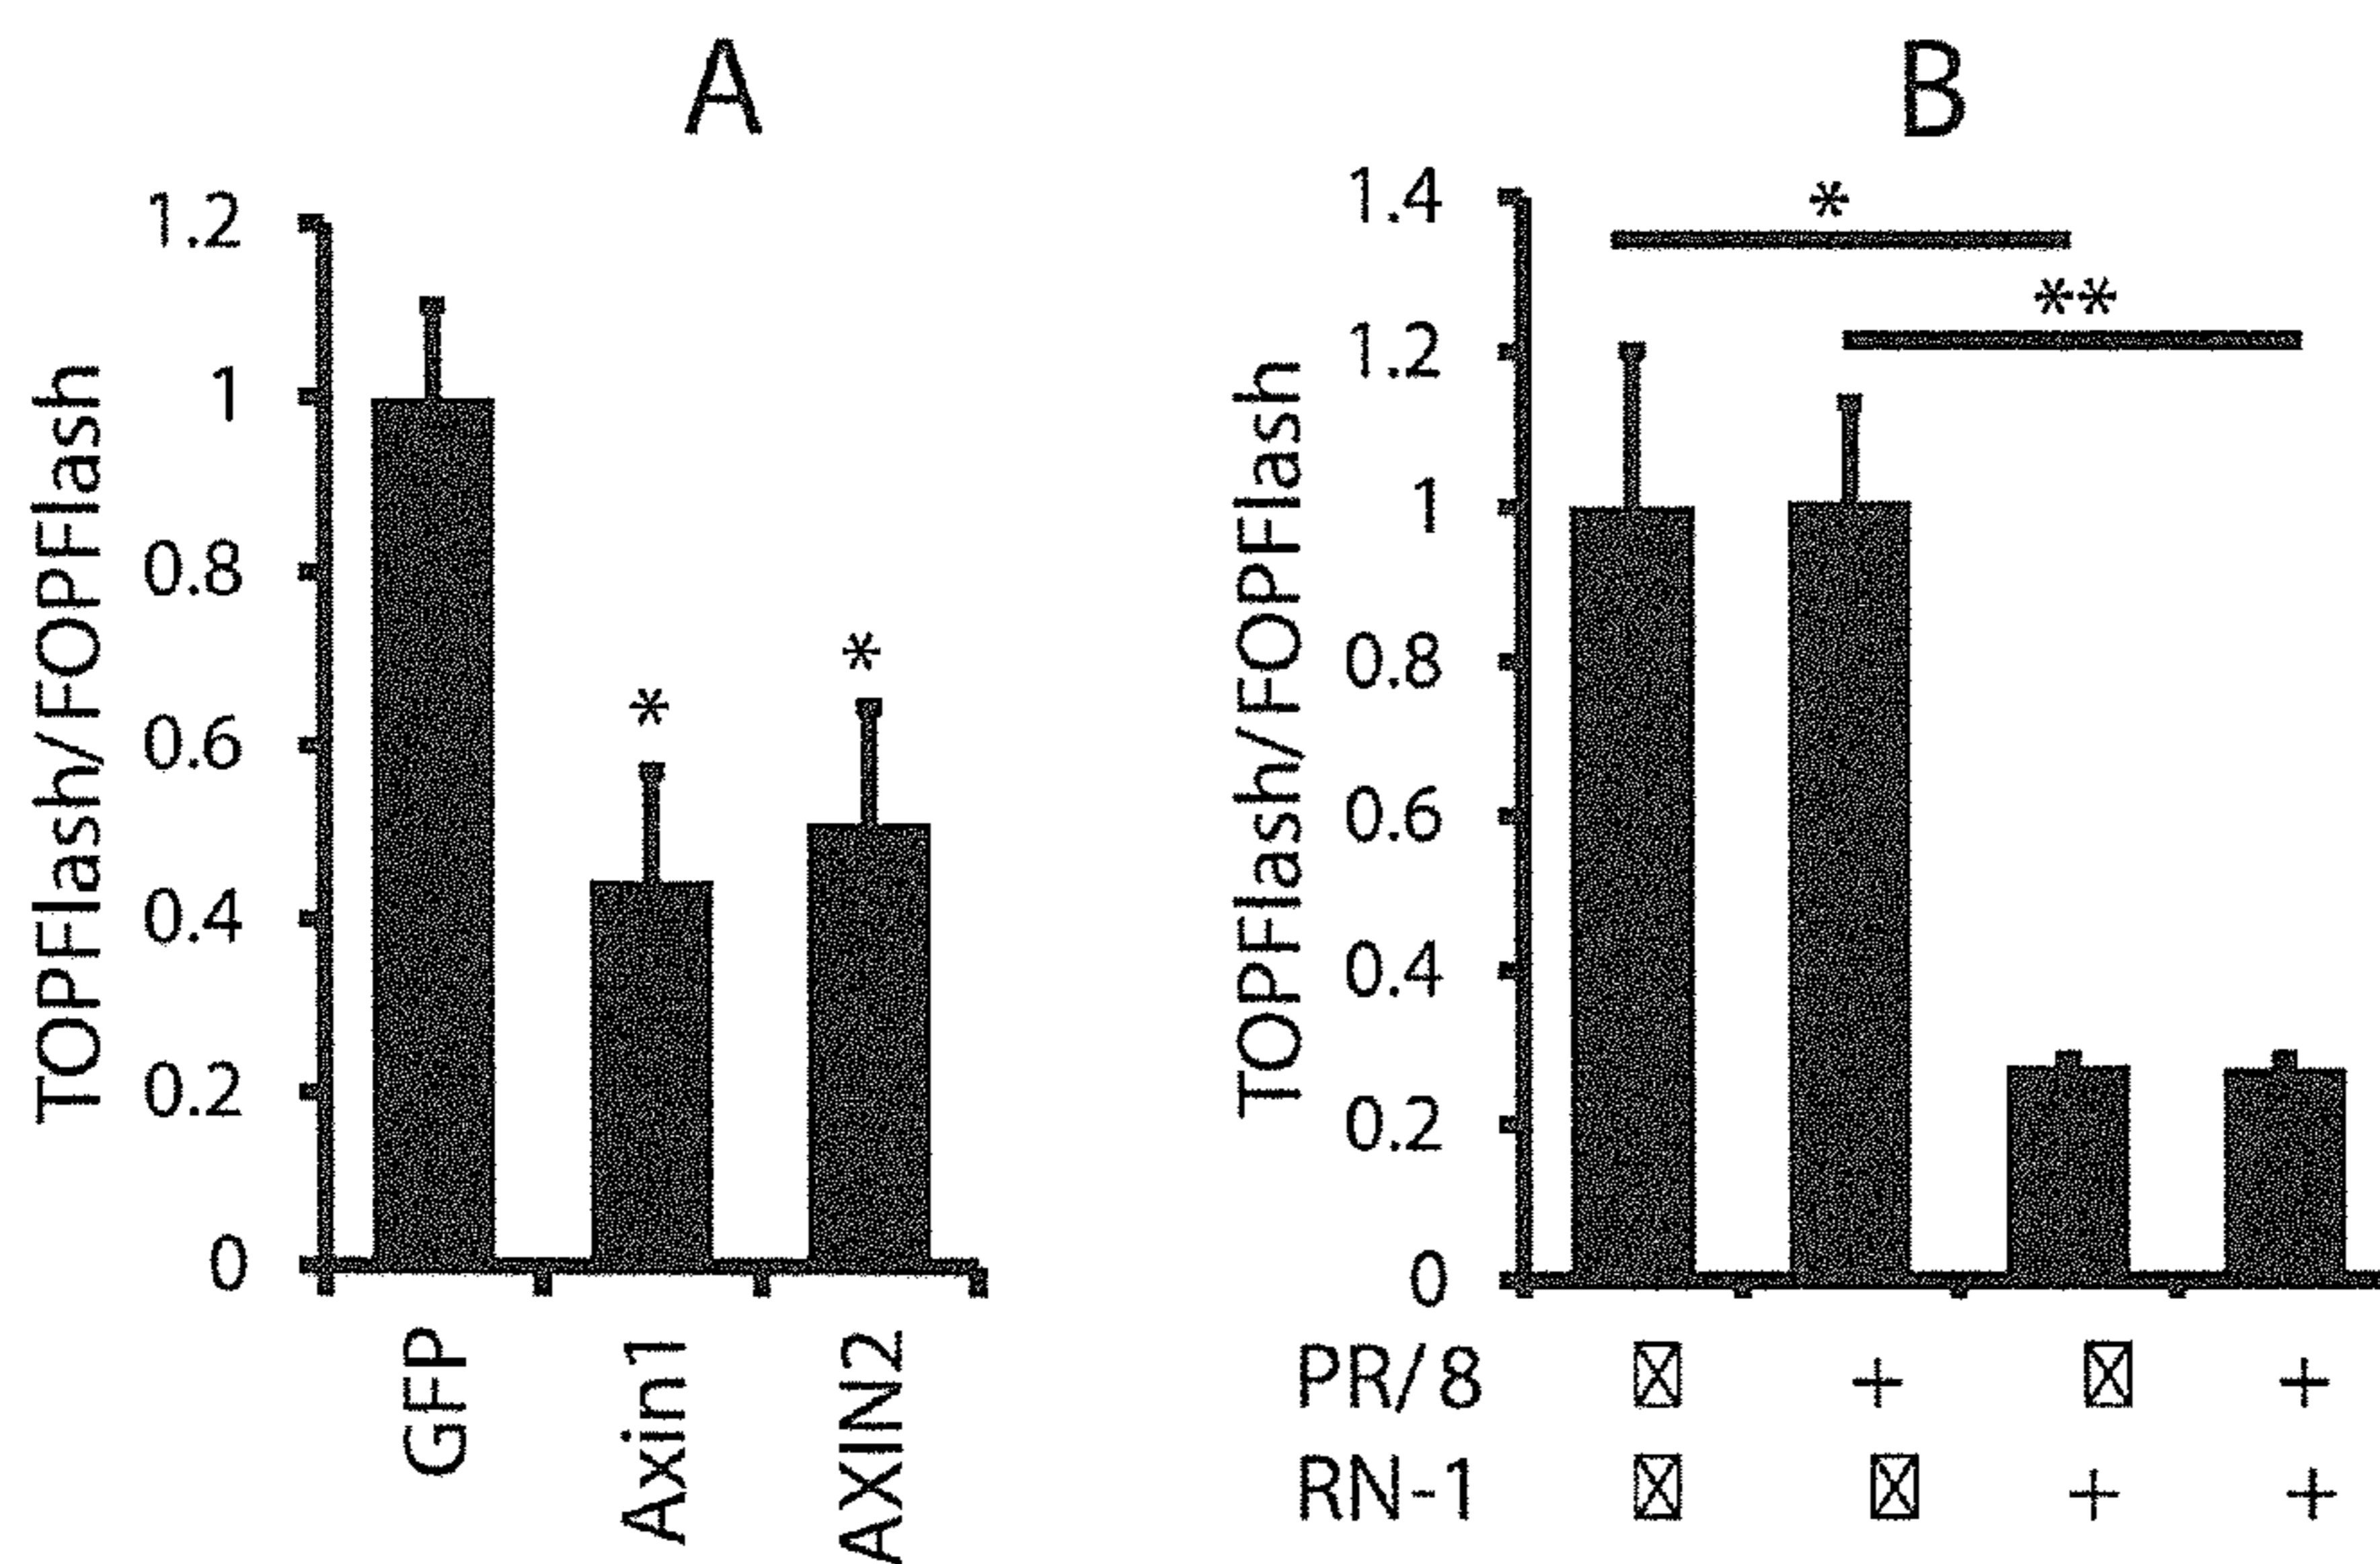 A
TOPFlash/FOPFlash
1.2
1
0.8
0.6
0.4
0.2
0
*
*
GFP
Axin1
AXIN2
B
TOPFlash/FOPFlash
1.4
1.2
1
0.8
0.6
0.4
0.2
0
*
**
PR/8 ☒ + ☒ +
RN-1 ☒ ☒ + +